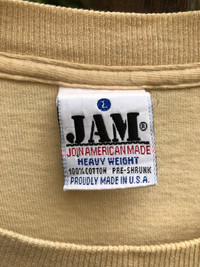 L
JAM®
JOIN AMERICAN MADE
HEAVY WEIGHT
100% COTTON PRE-SHRUNK
PROUDLY MADE IN U.S.A.